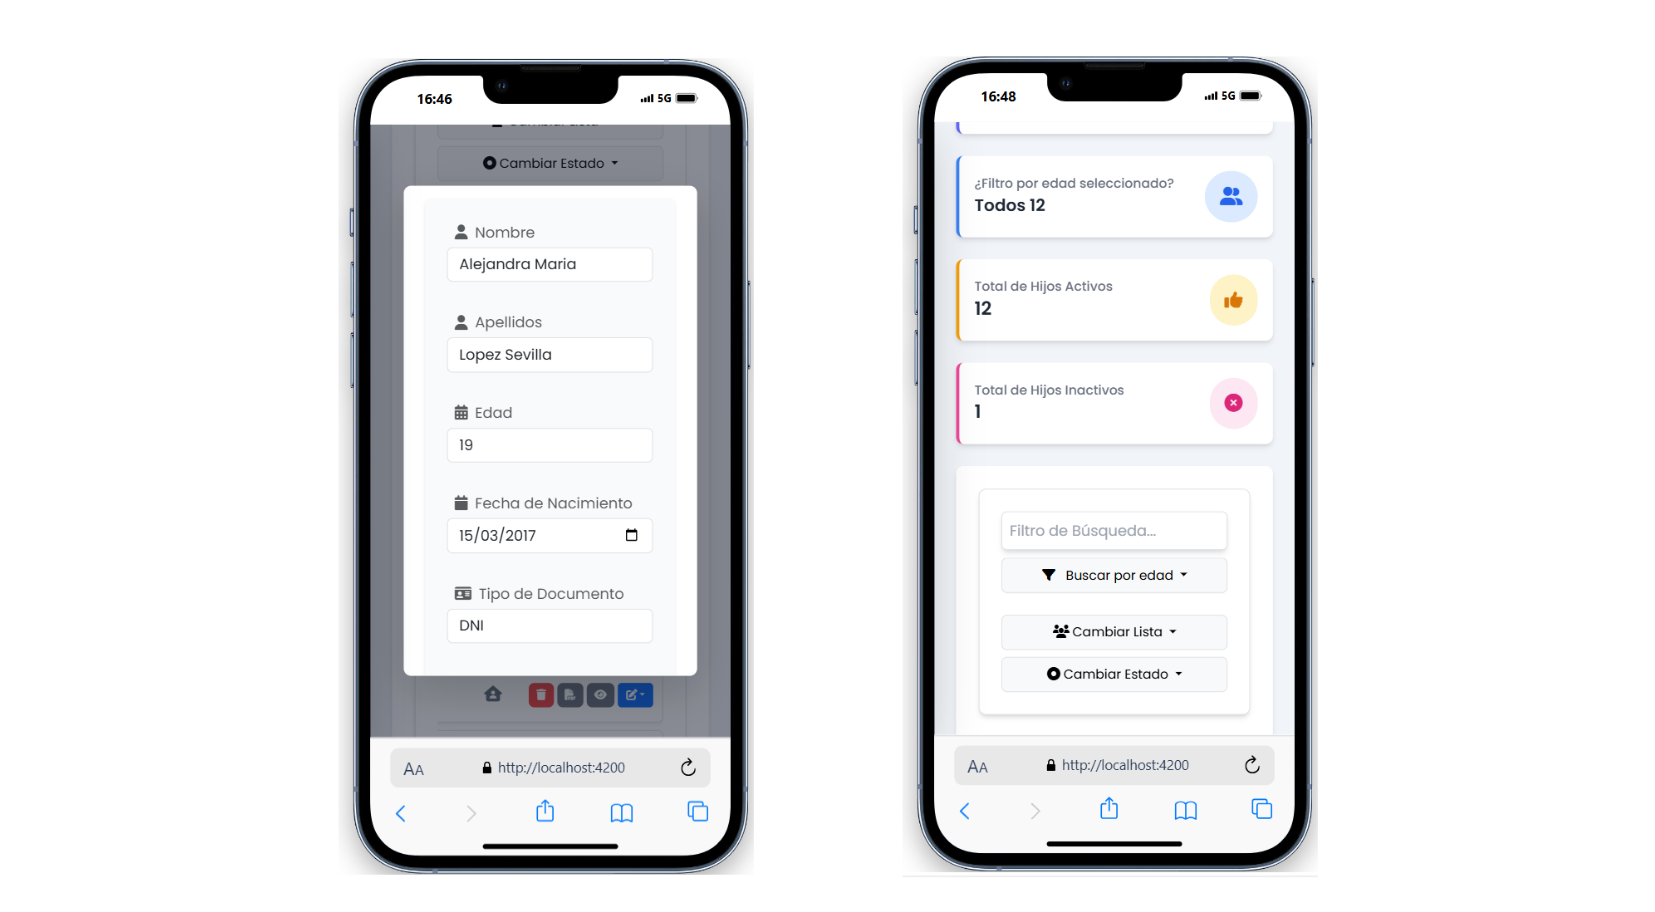 16:46
5G
Cambiar Lista
Cambiar Estado
Nombre
Alejandra Maria
Apellidos
Lopez Sevilla
Edad
19
Fecha de Nacimiento
15/03/2017
Tipo de Documento
DNI
AA
http://localhost:4200
16:48
5G
¿Filtro por edad seleccionado?
Todos 12
Total de Hijos Activos
12
Total de Hijos Inactivos
1
Filtro de Búsqueda...
Buscar por edad
Cambiar Lista
Cambiar Estado
AA
http://localhost:4200